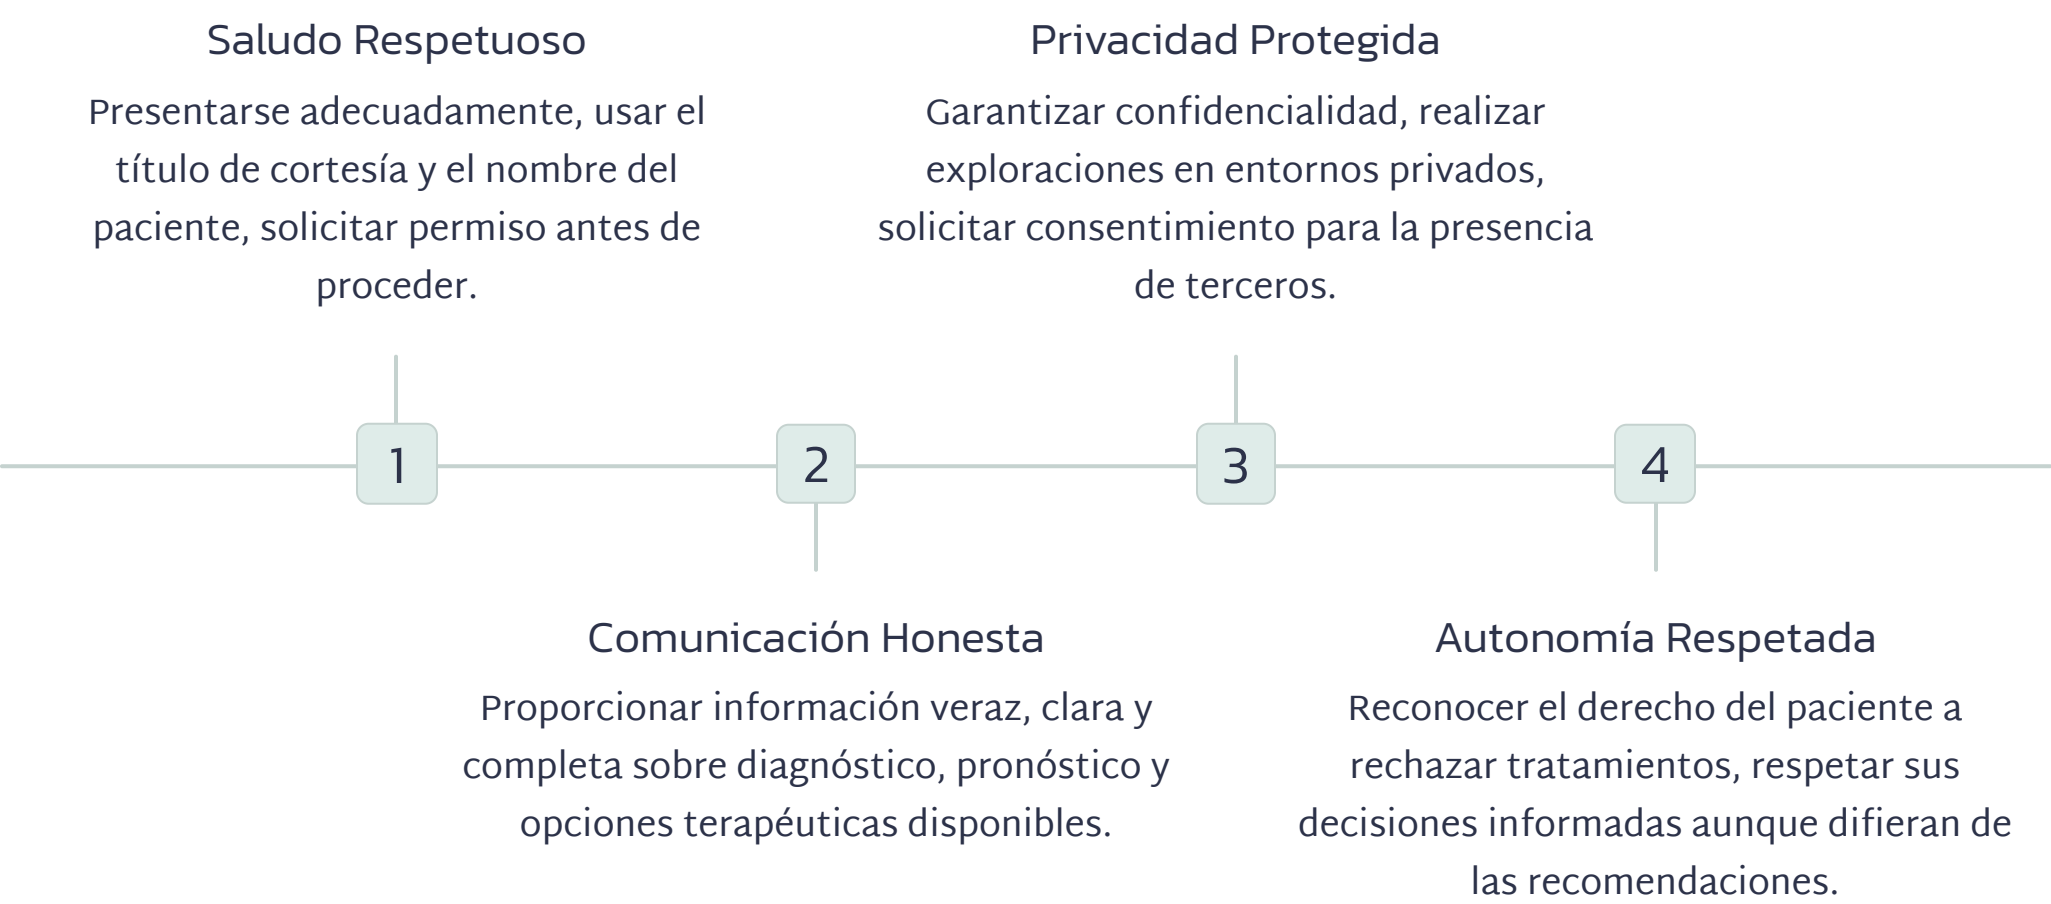 Saludo Respetuoso
Presentarse adecuadamente, usar el
título de cortesía y el nombre del
paciente, solicitar permiso antes de
proceder.
Privacidad Protegida
Garantizar confidencialidad, realizar
exploraciones en entornos privados,
solicitar consentimiento para la presencia
de terceros.
1
2
3
4
Comunicación Honesta
Proporcionar información veraz, clara y
completa sobre diagnóstico, pronóstico y
opciones terapéuticas disponibles.
Autonomía Respetada
Reconocer el derecho del paciente a
rechazar tratamientos, respetar sus
decisiones informadas aunque difieran de
las recomendaciones.